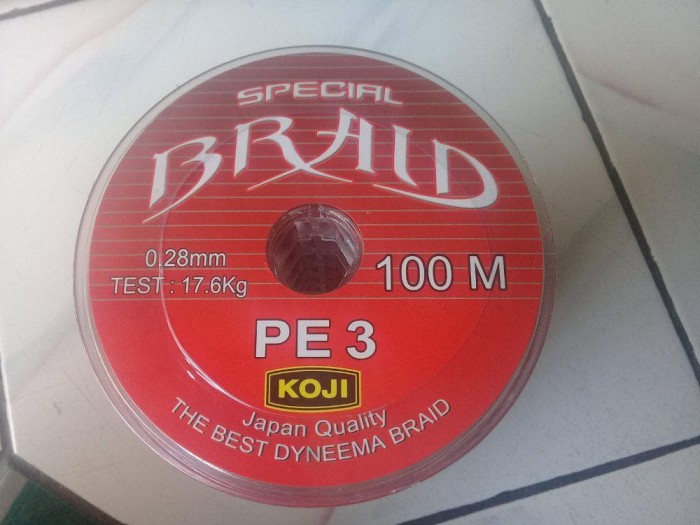 SPECIAL
BRAID
0.28mm
TEST : 17.6Kg
100 M
PE 3
KOJI
Japan Quality
THE BEST DYNEEMA BRAID